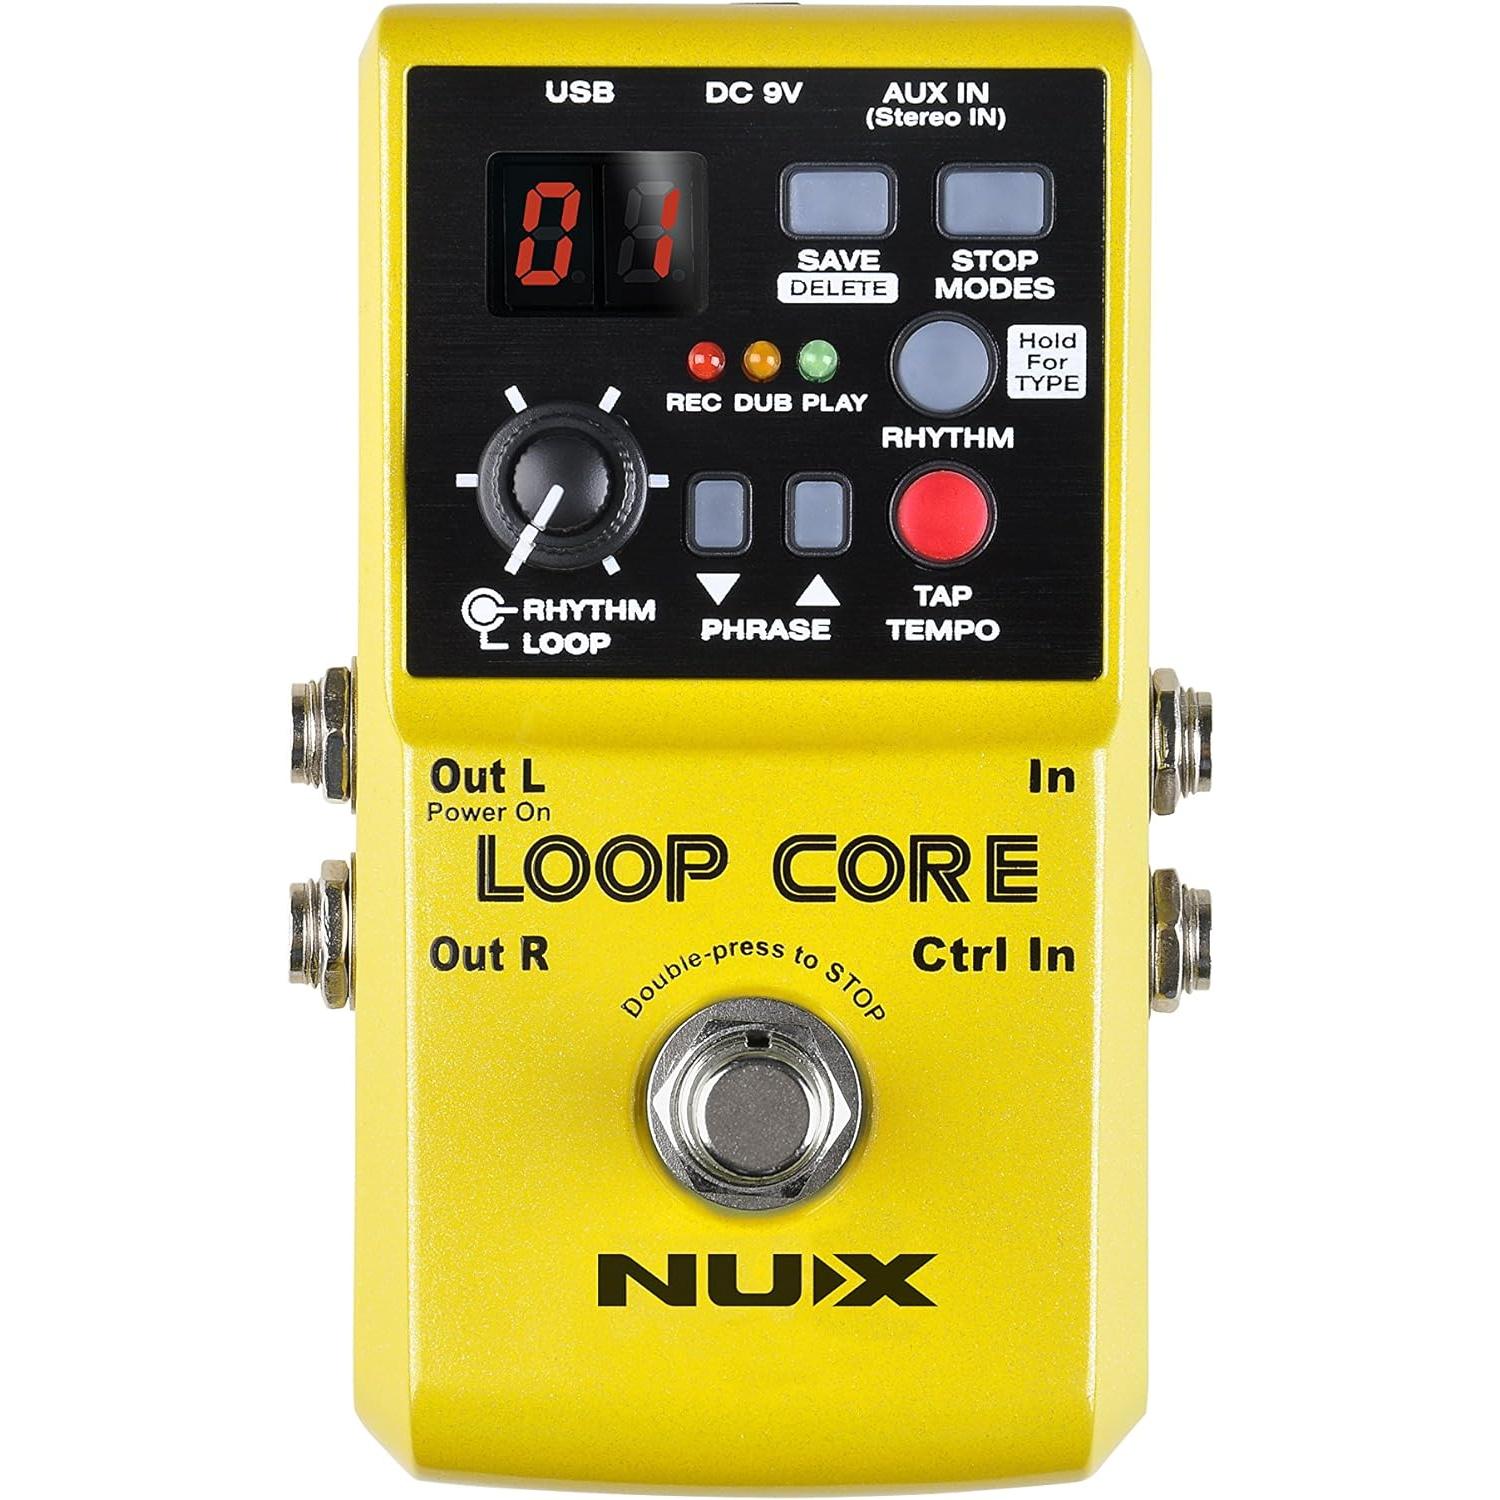 USB DC 9V AUX IN
(Stereo IN)
01
SAVE
DELETE
STOP
MODES
Hold
For
TYPE
REC DUB PLAY
RHYTHM
RHYTHM
LOOP
PHRASE
TAP
TEMPO
Out L
Power On
In
LOOP CORE
Out R
Ctrl In
Double-press to STOP
NUX